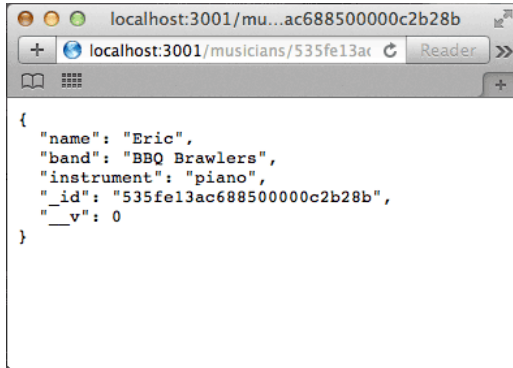 localhost:3001/mu...ac688500000c2b28b
localhost:3001/musicians/535fe13ac Reader
{
"name": "Eric",
"band": "BBQ Brawlers",
"instrument": "piano",
"_id": "535fe13ac688500000c2b28b",
"__v": 0
}